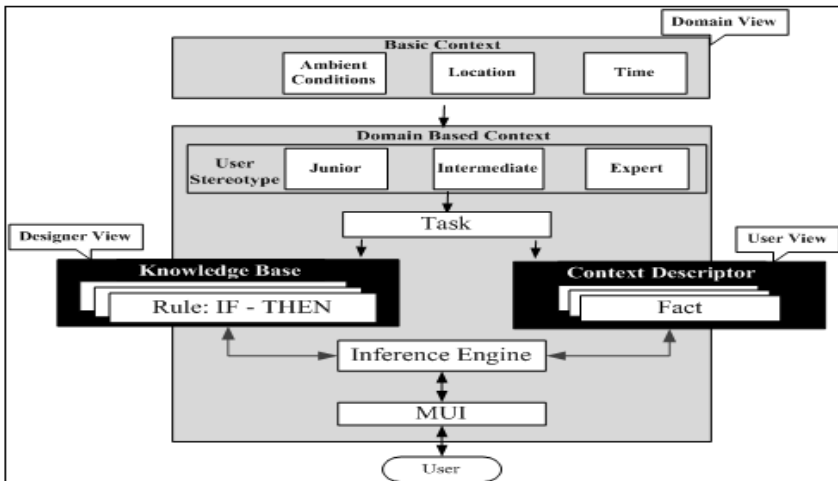 Domain View
Basic Context
Ambient
Conditions
Location
Time
Domain Based Context
User
Stereotype
Junior
Intermediate
Expert
Task
Designer View
User View
Knowledge Base
Rule: IF - THEN
Context Descriptor
Fact
Inference Engine
MUI
User